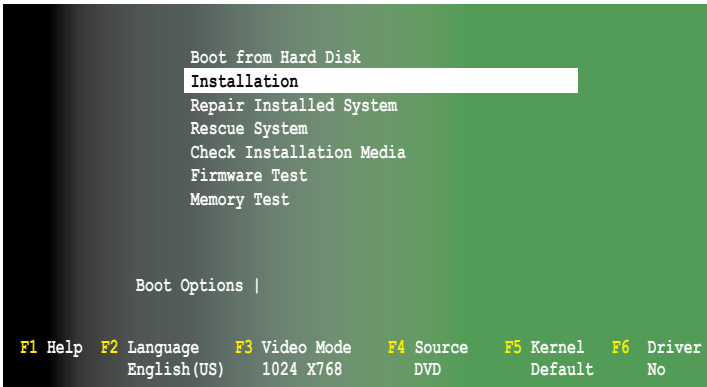 Boot from Hard Disk
Installation
Repair Installed System
Rescue System
Check Installation Media
Firmware Test
Memory Test
Boot Options |
F1 Help F2 Language F3 Video Mode F4 Source F5 Kernel F6 Driver
English(US) 1024 X768 DVD Default No